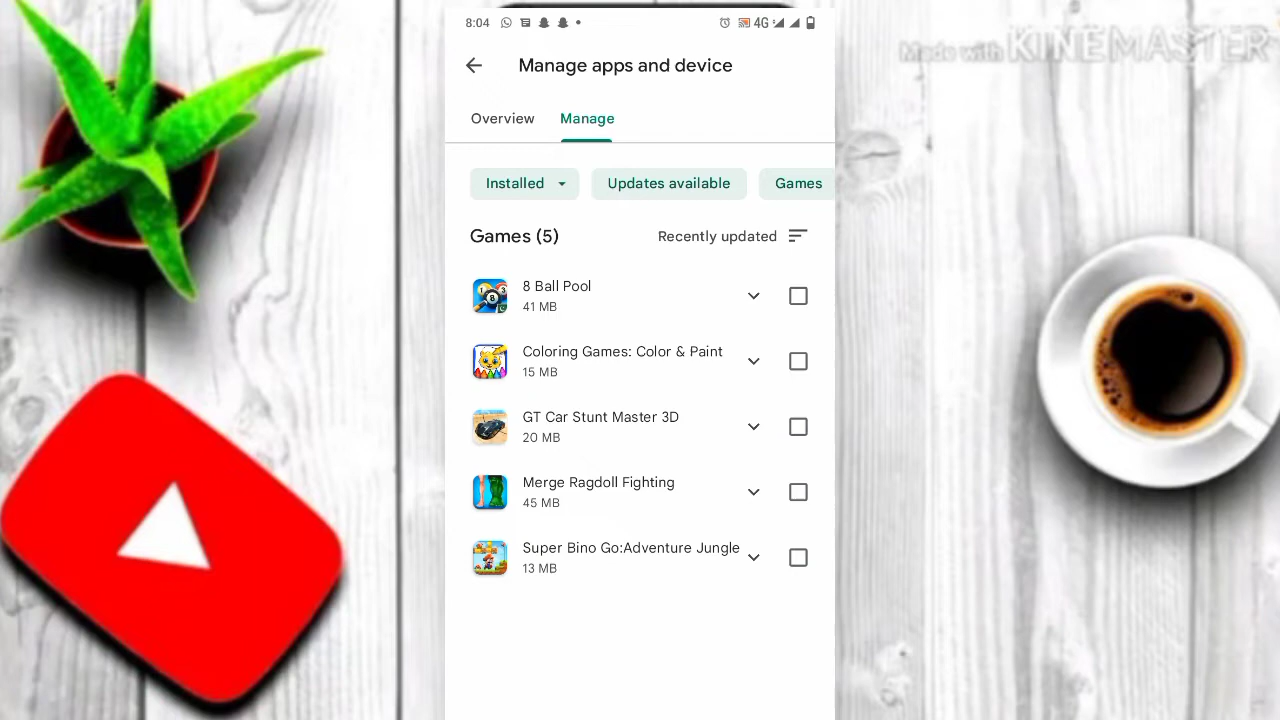 Made with KINEMASTER
8:04 4G
Manage apps and device
Overview Manage
Installed Updates available Games
Games (5) Recently updated
8 Ball Pool
41 MB
Coloring Games: Color & Paint
15 MB
GT Car Stunt Master 3D
20 MB
Merge Ragdoll Fighting
45 MB
Super Bino Go:Adventure Jungle
13 MB